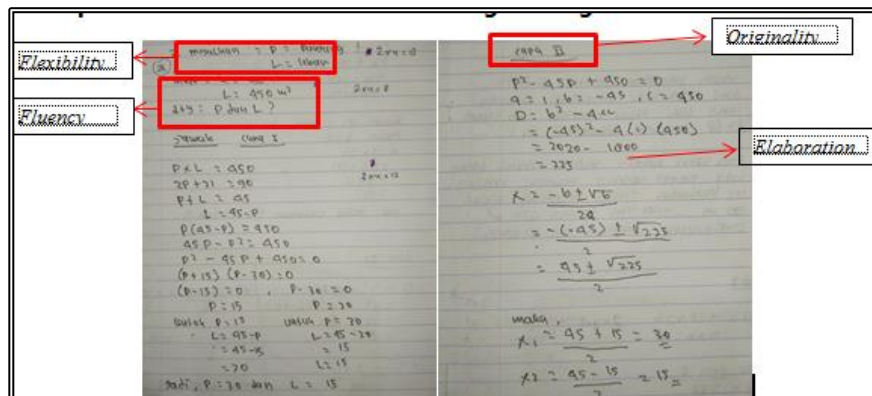 Flexibility
Fluency
Originality
Elaboration
misalkan : P = Panjang
L = lebar
L = 450 m²
dty : P dan L ?
Jawab Cara I
P x L = 450
2P + 2l = 90
P + L = 45
L = 45 - P
P(45-P) = 450
45P - P² = 450
P² - 45P + 450 = 0
(P+15) (P-30) = 0
(P-15) = 0 , P-30 = 0
P = 15 P = 30
untuk P = 15 untuk P = 30
L = 45-P L = 45-30
= 45-15 = 15
= 30 L = 15
Jadi, P = 30 dan L = 15
cara II
P² - 45P + 450 = 0
a = 1, b = -45, c = 450
D = b² - 4ac
= (-45)² - 4(1) (450)
= 2020 - 1800
= 225
x = -b ± √D
2a
= -(-45) ± √225
2
= 45 ± √225
2
maka,
x₁ = 45 + 15 = 30
2
x₂ = 45 - 15 = 15
2